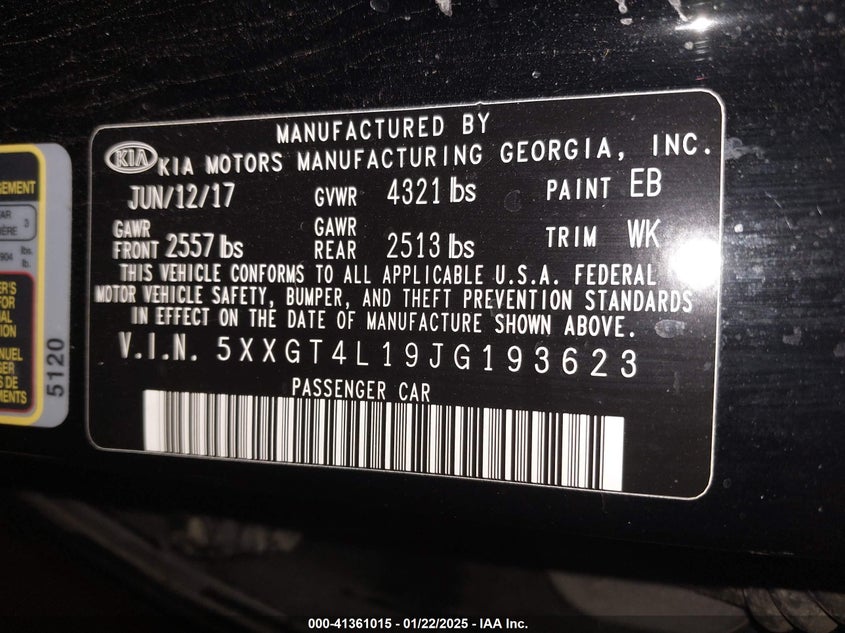 MANUFACTURED BY
KIA KIA MOTORS MANUFACTURING GEORGIA, INC.
JUN/12/17 GVWR 4321 lbs PAINT EB
GAWR FRONT 2557 lbs GAWR REAR 2513 lbs TRIM WK
THIS VEHICLE CONFORMS TO ALL APPLICABLE U.S.A. FEDERAL
MOTOR VEHICLE SAFETY, BUMPER, AND THEFT PREVENTION STANDARDS
IN EFFECT ON THE DATE OF MANUFACTURE SHOWN ABOVE.
V.I.N. 5XXGT4L19JG193623
PASSENGER CAR
5120
000-41361015 - 01/22/2025 - IAA Inc.